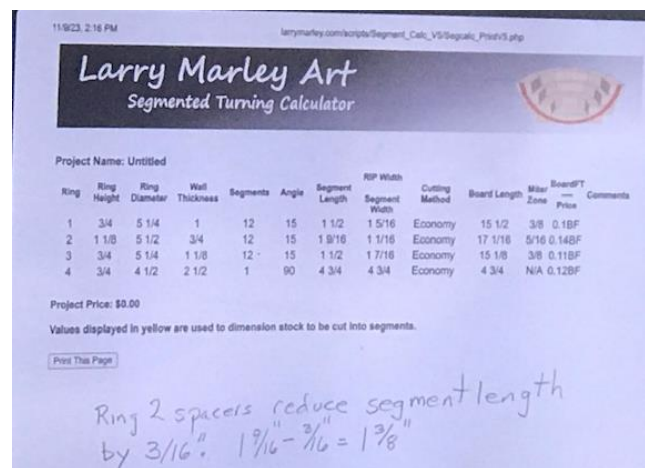 11/9/23, 2:16 PM
larrymarley.com/scripts/Segment_Calc_V5/Segcalc_PrintV5.php
Larry Marley Art
Segmented Turning Calculator
Project Name: Untitled
Ring Ring Height Ring Diameter Wall Thickness Segments Angle Segment Length RIP Width Segment Width Cutting Method Board Length Miter Zone BoardFT — Price Comments
1 3/4 5 1/4 1 12 15 1 1/2 1 5/16 Economy 15 1/2 3/8 0.1BF
2 1 1/8 5 1/2 3/4 12 15 1 9/16 1 1/16 Economy 17 1/16 5/16 0.14BF
3 3/4 5 1/4 1 1/8 12 15 1 1/2 1 7/16 Economy 15 1/8 3/8 0.11BF
4 3/4 4 1/2 2 1/2 1 90 4 3/4 4 3/4 Economy 4 3/4 N/A 0.12BF
Project Price: $0.00
Values displayed in yellow are used to dimension stock to be cut into segments.
Print This Page
Ring 2 spacers reduce segment length
by 3/16". 1 9/16" - 3/16" = 1 3/8"